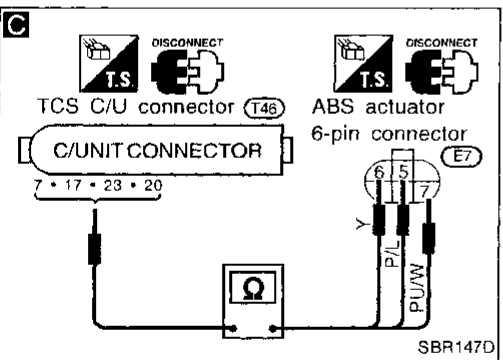 C
DISCONNECT
T.S.
DISCONNECT
T.S.
TCS C/U connector T46
ABS actuator
6-pin connector
E7
C/UNIT CONNECTOR
7 • 17 • 23 • 20
6 5
7
Y
P/L
PU/W
Ω
SBR147D